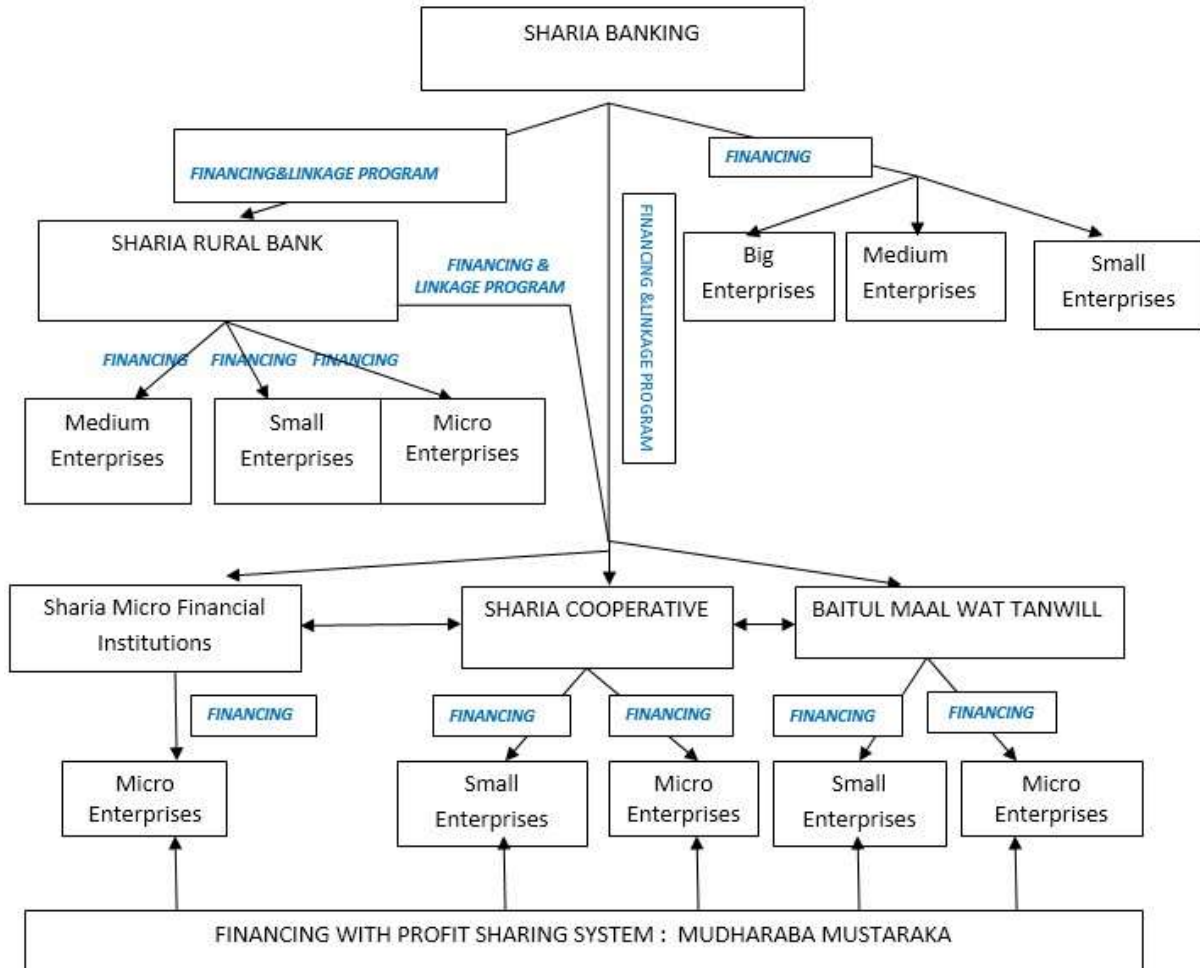 SHARIA BANKING
FINANCING&LINKAGE PROGRAM
FINANCING
SHARIA RURAL BANK
FINANCING &
LINKAGE PROGRAM
FINANCING &LINKAGE PROGRAM
Big
Enterprises
Medium
Enterprises
Small
Enterprises
FINANCING
FINANCING
FINANCING
Medium
Enterprises
Small
Enterprises
Micro
Enterprises
Sharia Micro Financial
Institutions
SHARIA COOPERATIVE
BAITUL MAAL WAT TANWILL
FINANCING
FINANCING
FINANCING
FINANCING
FINANCING
Micro
Enterprises
Small
Enterprises
Micro
Enterprises
Small
Enterprises
Micro
Enterprises
FINANCING WITH PROFIT SHARING SYSTEM : MUDHARABA MUSTARAKA